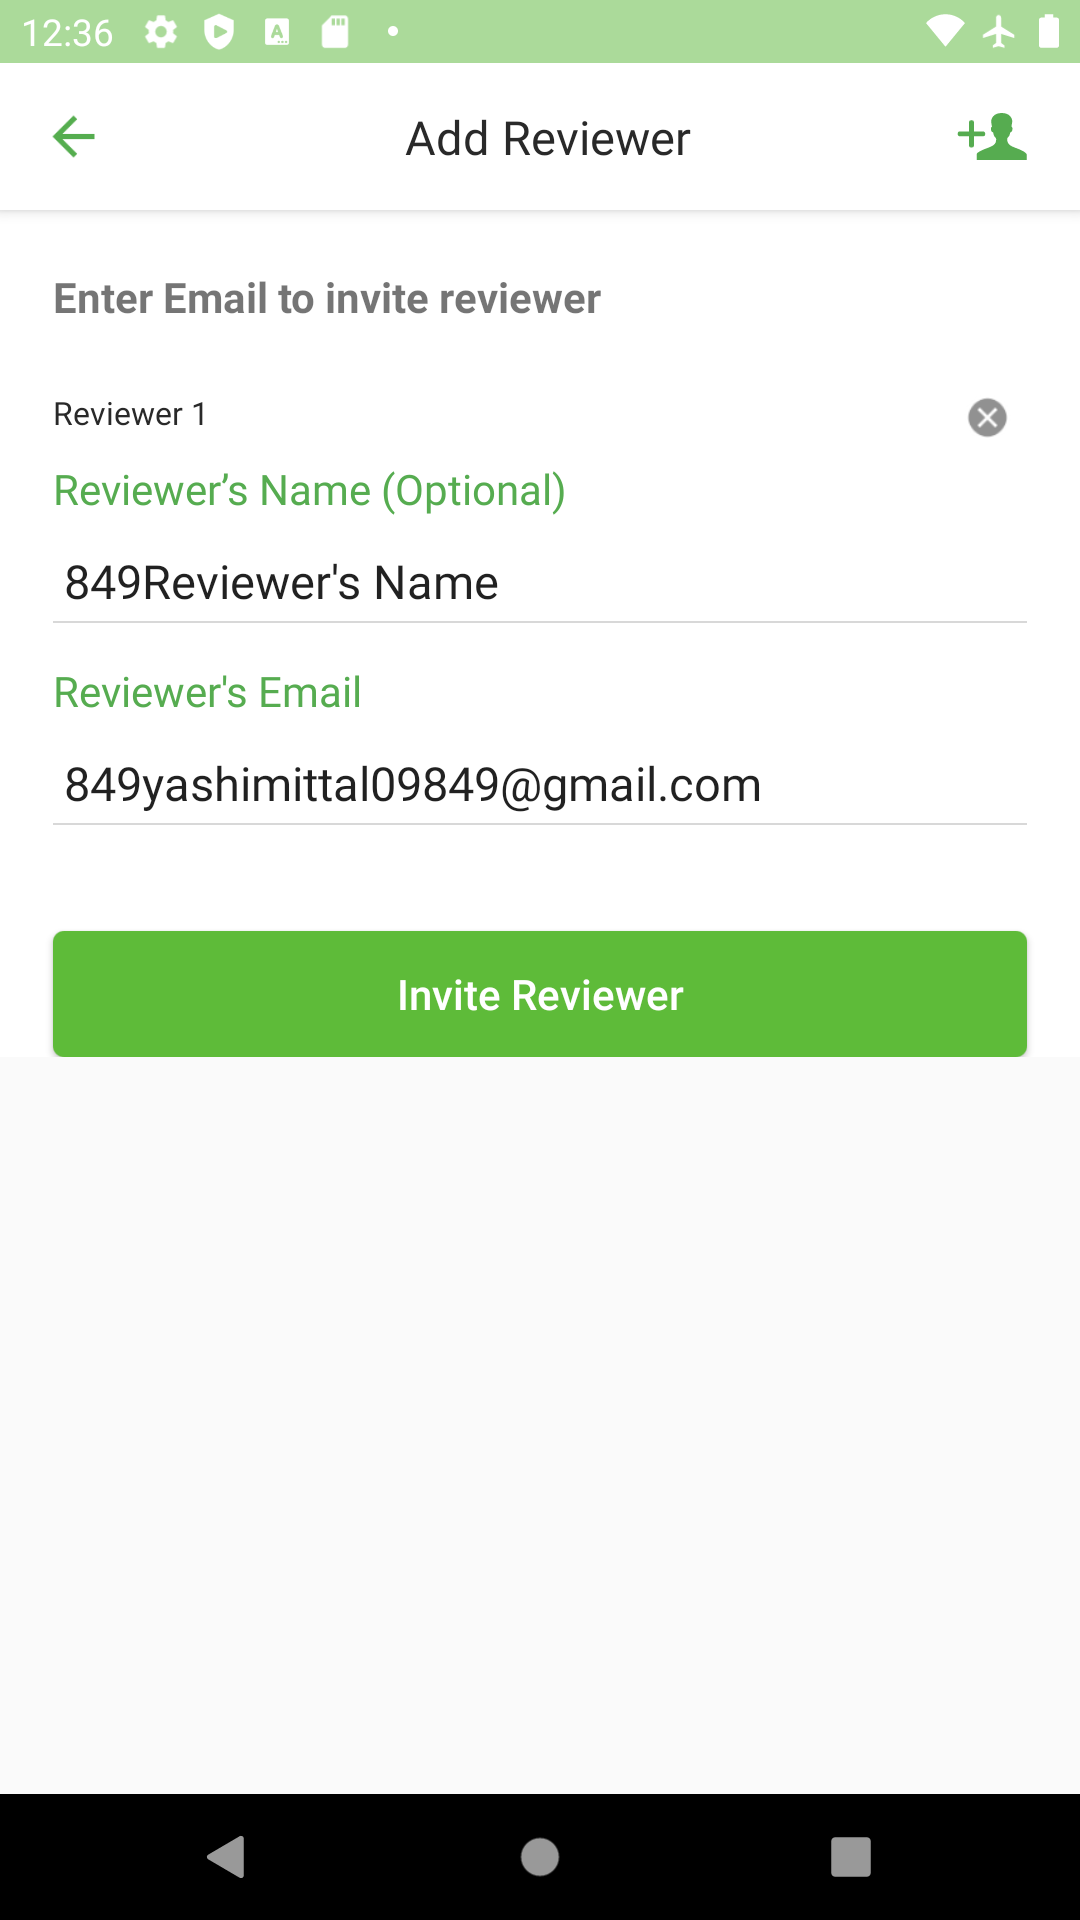 12:36
Add Reviewer
Enter Email to invite reviewer
Reviewer 1
Reviewer’s Name (Optional)
849Reviewer's Name
Reviewer's Email
849yashimittal09849@gmail.com
Invite Reviewer